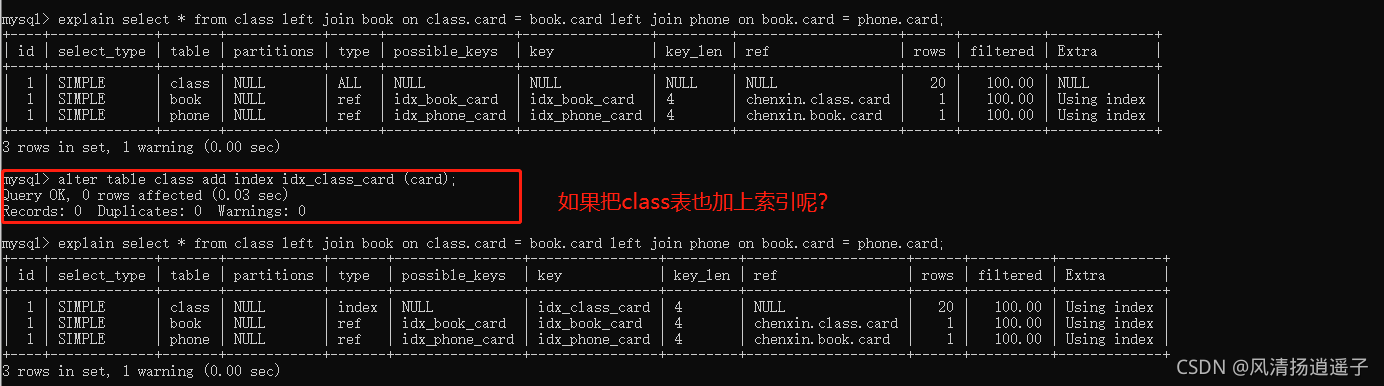 mysql> explain select * from class left join book on class.card = book.card left join phone on book.card = phone.card;
+----+-------------+-------+------------+------+----------------+----------------+---------+--------------------+------+----------+-------------+
| id | select_type | table | partitions | type | possible_keys | key | key_len | ref | rows | filtered | Extra |
+----+-------------+-------+------------+------+----------------+----------------+---------+--------------------+------+----------+-------------+
| 1 | SIMPLE | class | NULL | ALL | NULL | NULL | NULL | NULL | 20 | 100.00 | NULL |
| 1 | SIMPLE | book | NULL | ref | idx_book_card | idx_book_card | 4 | chenxin.class.card | 1 | 100.00 | Using index |
| 1 | SIMPLE | phone | NULL | ref | idx_phone_card | idx_phone_card | 4 | chenxin.book.card | 1 | 100.00 | Using index |
+----+-------------+-------+------------+------+----------------+----------------+---------+--------------------+------+----------+-------------+
3 rows in set, 1 warning (0.00 sec)
mysql> alter table class add index idx_class_card (card);
Query OK, 0 rows affected (0.03 sec)
Records: 0 Duplicates: 0 Warnings: 0
如果把class表也加上索引呢?
mysql> explain select * from class left join book on class.card = book.card left join phone on book.card = phone.card;
+----+-------------+-------+------------+-------+----------------+----------------+---------+--------------------+------+----------+-------------+
| id | select_type | table | partitions | type | possible_keys | key | key_len | ref | rows | filtered | Extra |
+----+-------------+-------+------------+-------+----------------+----------------+---------+--------------------+------+----------+-------------+
| 1 | SIMPLE | class | NULL | index | NULL | idx_class_card | 4 | NULL | 20 | 100.00 | Using index |
| 1 | SIMPLE | book | NULL | ref | idx_book_card | idx_book_card | 4 | chenxin.class.card | 1 | 100.00 | Using index |
| 1 | SIMPLE | phone | NULL | ref | idx_phone_card | idx_phone_card | 4 | chenxin.book.card | 1 | 100.00 | Using index |
+----+-------------+-------+------------+-------+----------------+----------------+---------+--------------------+------+----------+-------------+
3 rows in set, 1 warning (0.00 sec)
CSDN @风清扬逍遥子